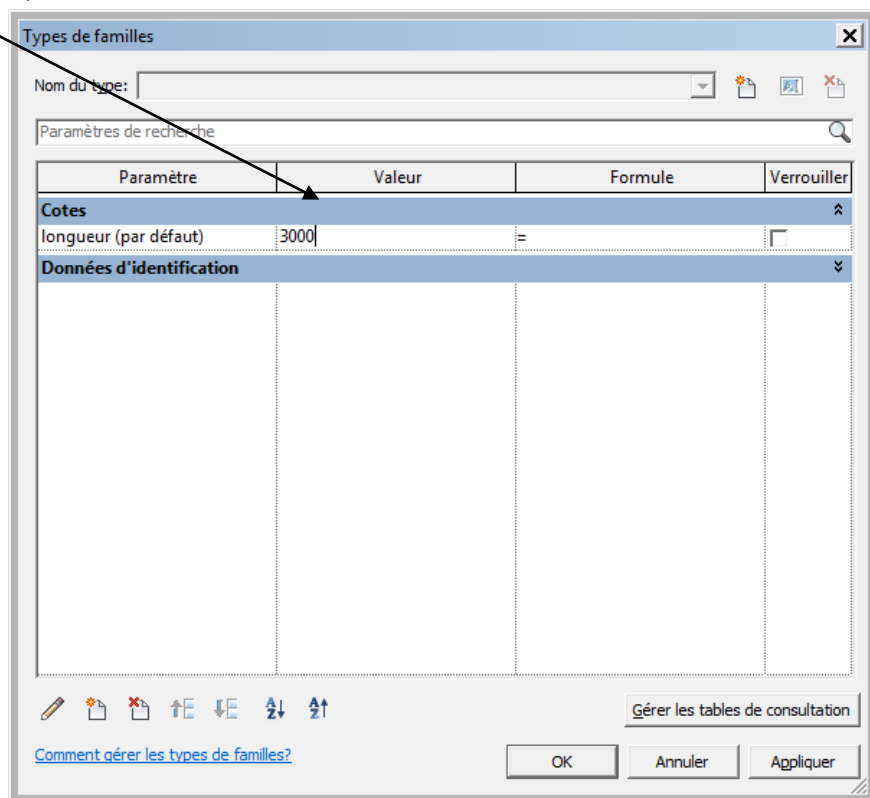 Types de familles
Nom du type:
Paramètres de recherche
Paramètre Valeur Formule Verrouiller
Cotes
longueur (par défaut) 3000 =
Données d'identification
Gérer les tables de consultation
Comment gérer les types de familles?
OK Annuler Appliquer